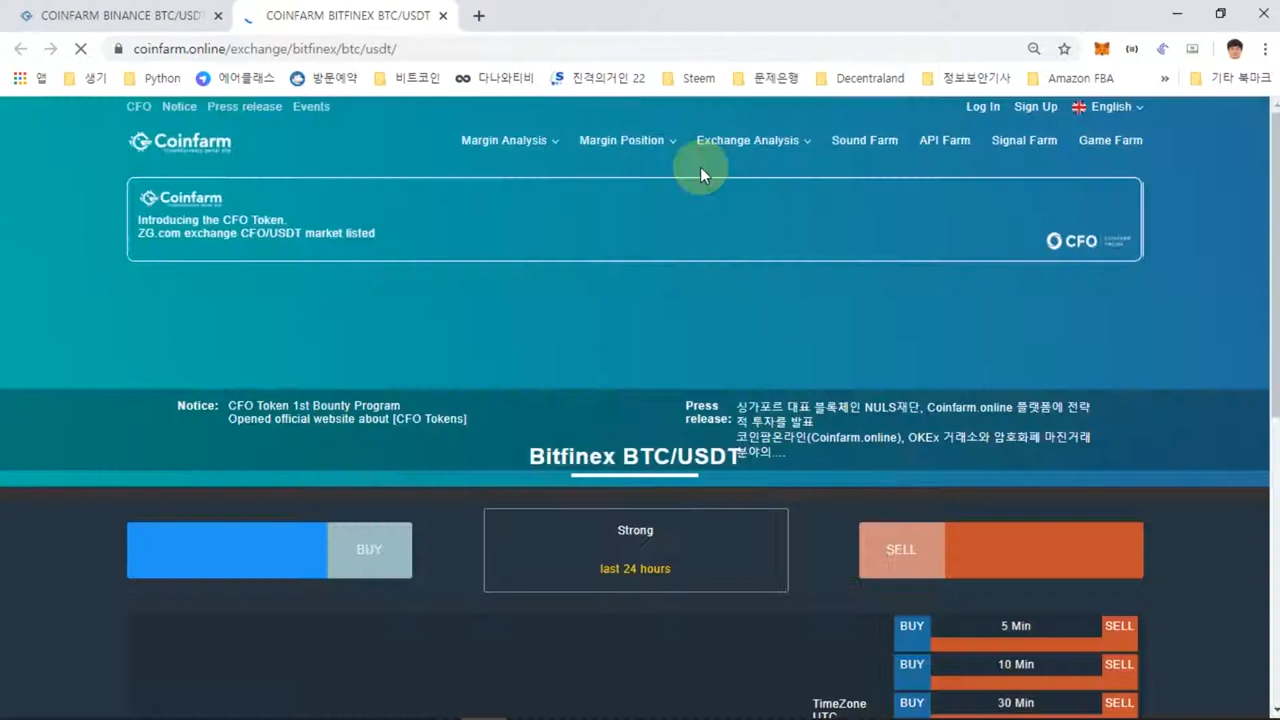 COINFARM BINANCE BTC/USDT
COINFARM BITFINEX BTC/USDT
coinfarm.online/exchange/bitfinex/btc/usdt/
앱 생기 Python 에어클래스 방문예약 비트코인 다나와티비 진격의거인 22 Steem 문제은행 Decentraland 정보보안기사 Amazon FBA » 기타 북마크
CFO Notice Press release Events Log In Sign Up English
Coinfarm Margin Analysis Margin Position Exchange Analysis Sound Farm API Farm Signal Farm Game Farm
Coinfarm
Introducing the CFO Token.
ZG.com exchange CFO/USDT market listed
CFO
Notice: CFO Token 1st Bounty Program
Opened official website about [CFO Tokens]
Press release: 싱가포르 대표 블록체인 NULS재단, Coinfarm.online 플랫폼에 전략
적 투자를 발표
코인팜온라인(Coinfarm.online), OKEx 거래소와 암호화폐 마진거래
분야의....
Bitfinex BTC/USDT
BUY
Strong
last 24 hours
SELL
BUY 5 Min SELL
BUY 10 Min SELL
BUY 30 Min SELL
TimeZone
UTC